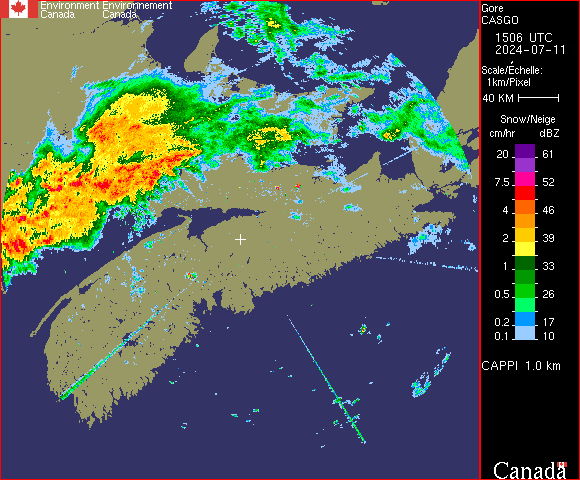 Environment Environnement
Canada Canada
Gore
CASGO
1506 UTC
2024-07-11
Scale/Échelle:
1km/Pixel
40 KM
Snow/Neige
cm/hr dBZ
20 61
7.5 52
4 46
2 39
1 33
0.5 26
0.2 17
0.1 10
CAPPI 1.0 km
Canada